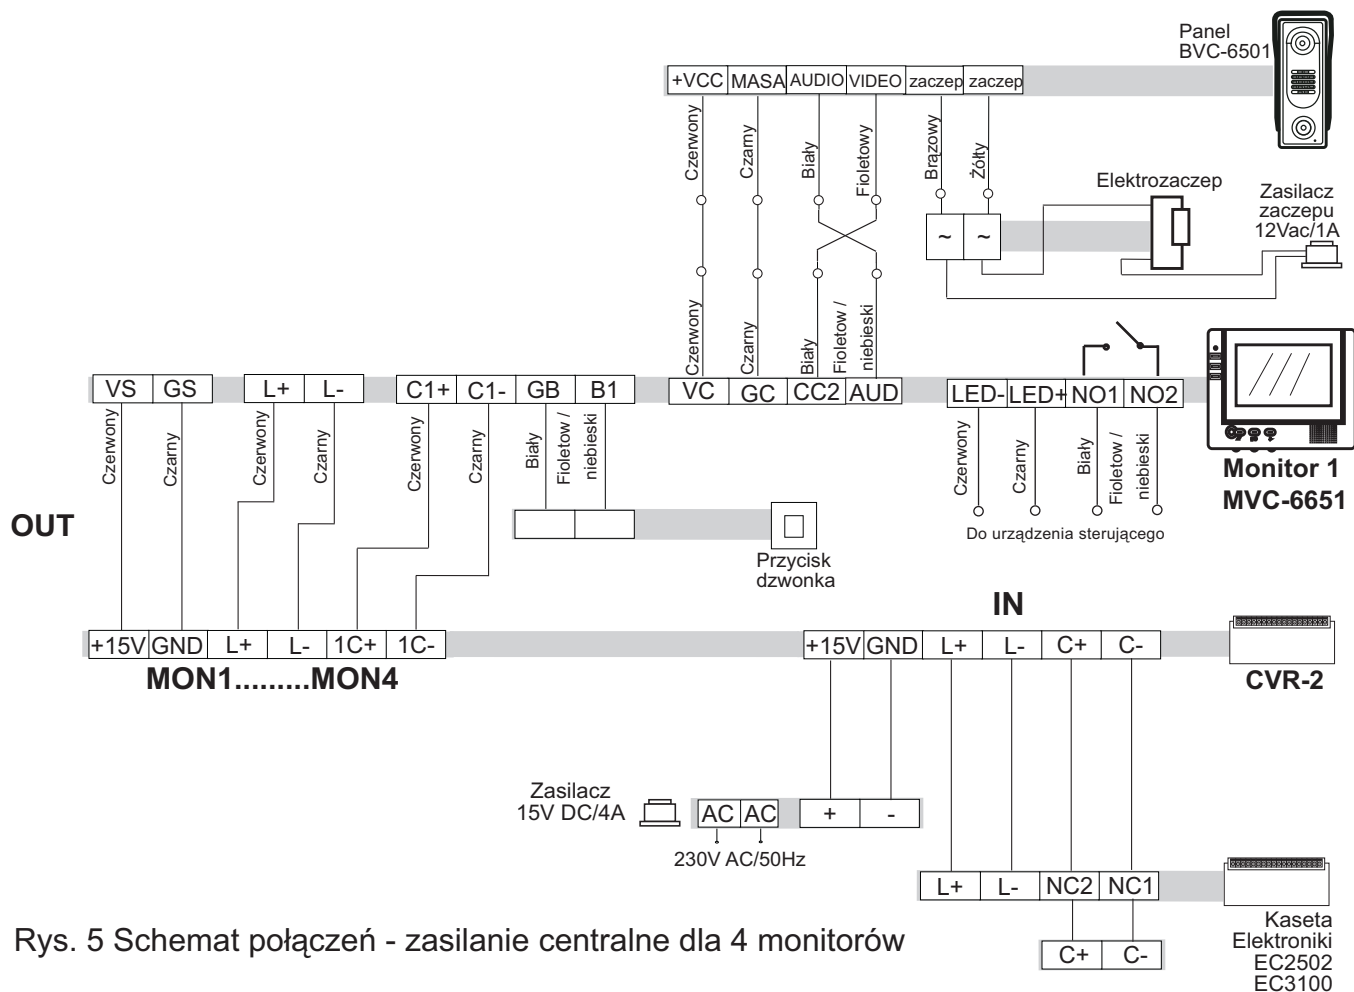 Panel
BVC-6501
+VCC MASA AUDIO VIDEO zaczep zaczep
Czerwony Czarny Biały Fioletowy Brązowy Żółty
Elektrozaczep
Zasilacz
zaczepu
12Vac/1A
~ ~
Czerwony Czarny Biały Fioletow /
niebieski
VS GS L+ L- C1+ C1- GB B1 VC GC CC2 AUD LED- LED+ NO1 NO2
Czerwony Czarny Czerwony Czarny Czerwony Czarny Biały Fioletow /
niebieski
Czerwony Czarny Biały Fioletow /
niebieski
Monitor 1
MVC-6651
OUT
Do urządzenia sterującego
Przycisk
dzwonka
IN
+15V GND L+ L- 1C+ 1C- +15V GND L+ L- C+ C-
MON1.........MON4
CVR-2
Zasilacz
15V DC/4A
AC AC + -
230V AC/50Hz
L+ L- NC2 NC1
Kaseta
Elektroniki
EC2502
EC3100
C+ C-
Rys. 5 Schemat połączeń - zasilanie centralne dla 4 monitorów